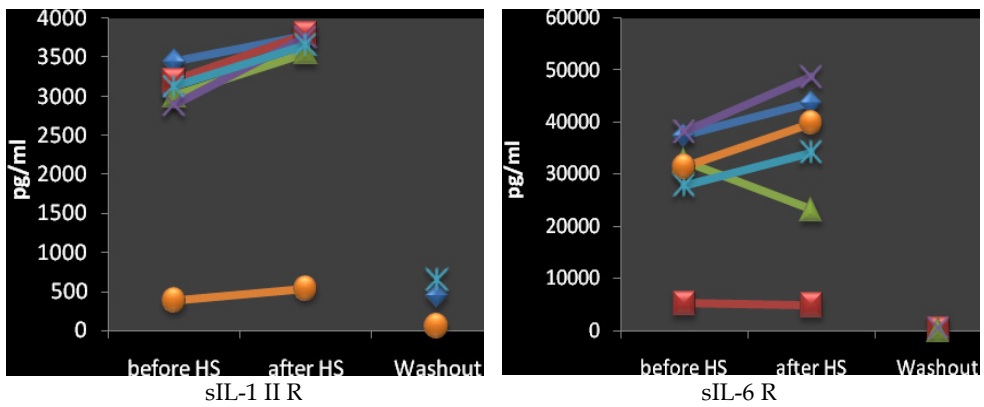 4000
3500
3000
2500
2000
1500
1000
500
0
pg/ml
before HS after HS Washout
sIL-1 II R
60000
50000
40000
30000
20000
10000
0
pg/ml
before HS after HS Washout
sIL-6 R